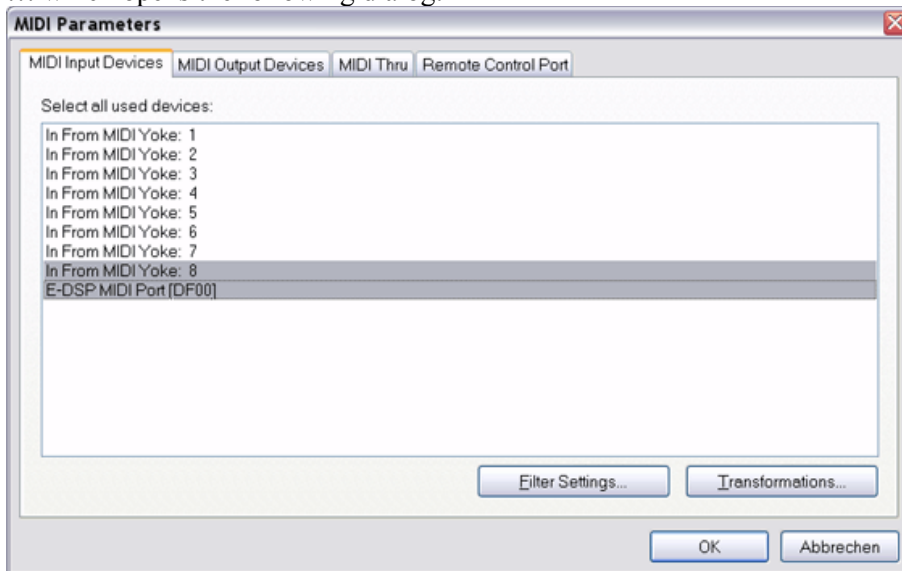 MIDI Parameters
MIDI Input Devices MIDI Output Devices MIDI Thru Remote Control Port
Select all used devices:
In From MIDI Yoke: 1
In From MIDI Yoke: 2
In From MIDI Yoke: 3
In From MIDI Yoke: 4
In From MIDI Yoke: 5
In From MIDI Yoke: 6
In From MIDI Yoke: 7
In From MIDI Yoke: 8
E-DSP MIDI Port [DF00]
Filter Settings... Transformations...
OK Abbrechen